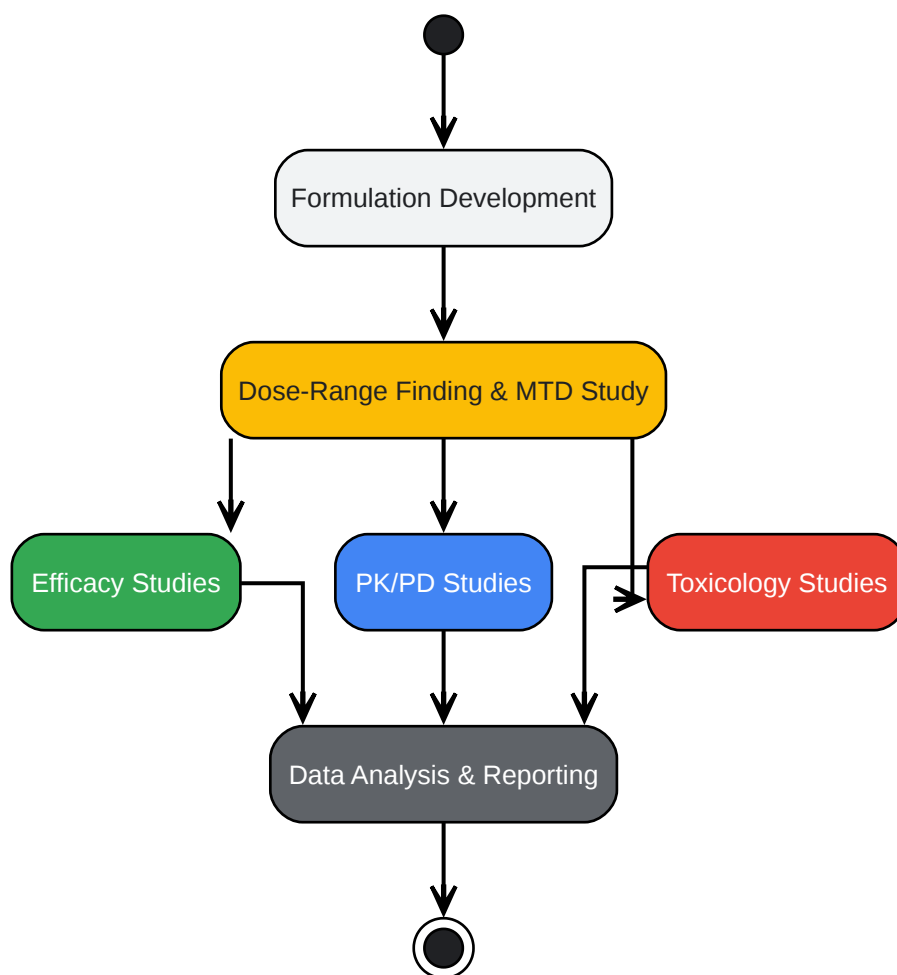 Formulation Development
Dose-Range Finding & MTD Study
Efficacy Studies
PK/PD Studies
Toxicology Studies
Data Analysis & Reporting